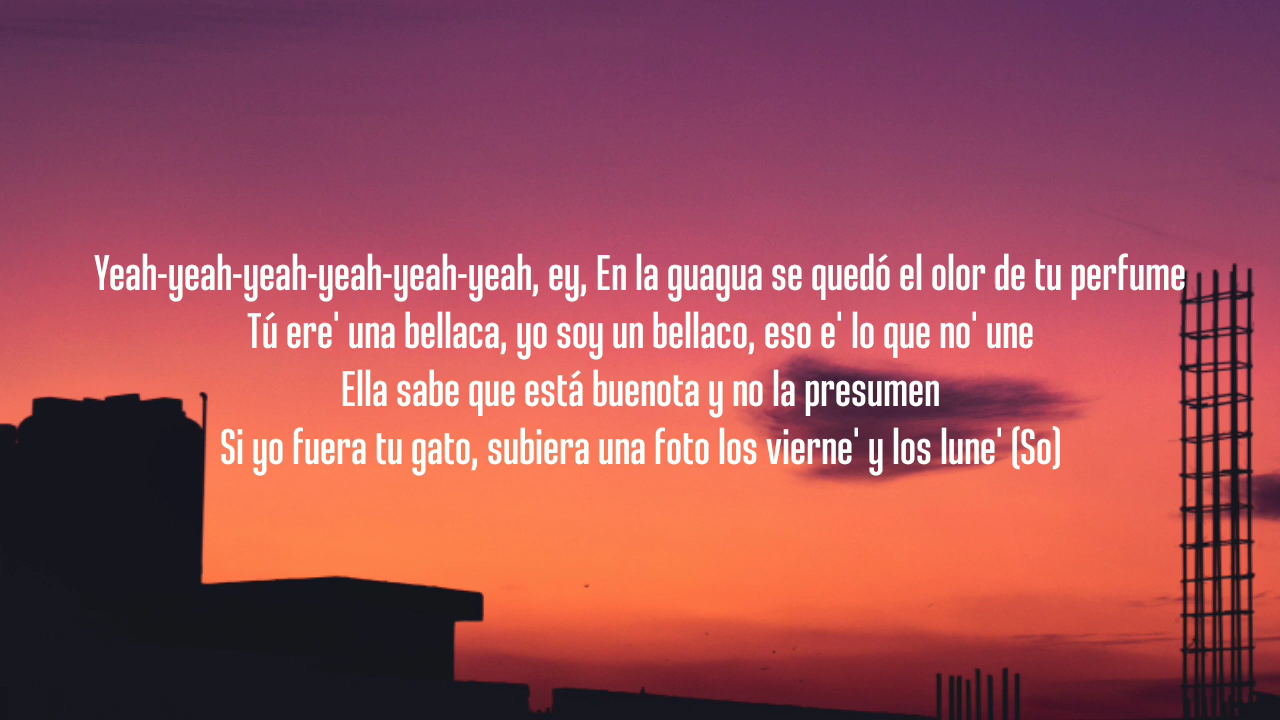 Yeah-yeah-yeah-yeah-yeah-yeah, ey, En la guagua se quedó el olor de tu perfume
Tú ere' una bellaca, yo soy un bellaco, eso e' lo que no' une
Ella sabe que está buenota y no la presumen
Si yo fuera tu gato, subiera una foto los vierne' y los lune' (So)